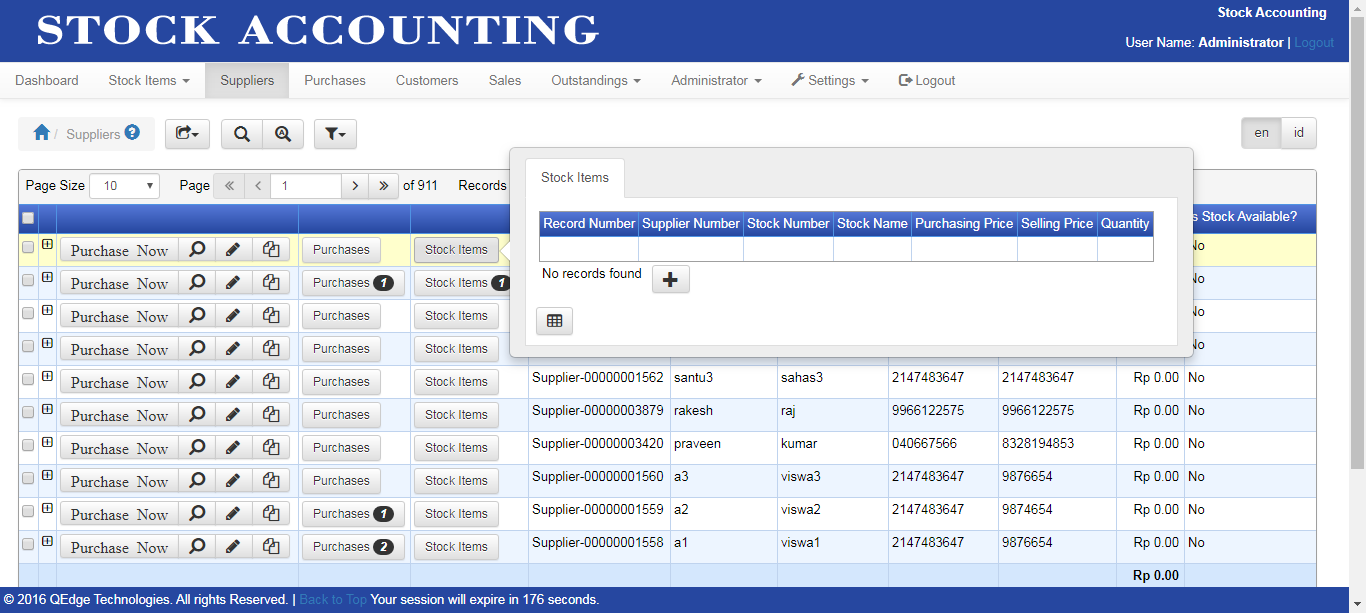 STOCK ACCOUNTING
Stock Accounting
User Name: Administrator | Logout
Dashboard Stock Items Suppliers Purchases Customers Sales Outstandings Administrator Settings Logout
/ Suppliers
en id
Page Size 10 Page 1 of 911 Records
Stock Items
Record Number Supplier Number Stock Number Stock Name Purchasing Price Selling Price Quantity
No records found
s Stock Available?
Purchase Now Purchases Stock Items No
Purchase Now Purchases 1 Stock Items 1 No
Purchase Now Purchases Stock Items No
Purchase Now Purchases Stock Items No
Purchase Now Purchases Stock Items Supplier-00000001562 santu3 sahas3 2147483647 2147483647 Rp 0.00 No
Purchase Now Purchases Stock Items Supplier-00000003879 rakesh raj 9966122575 9966122575 Rp 0.00 No
Purchase Now Purchases Stock Items Supplier-00000003420 praveen kumar 040667566 8328194853 Rp 0.00 No
Purchase Now Purchases Stock Items Supplier-00000001560 a3 viswa3 2147483647 9876654 Rp 0.00 No
Purchase Now Purchases 1 Stock Items Supplier-00000001559 a2 viswa2 2147483647 9874654 Rp 0.00 No
Purchase Now Purchases 2 Stock Items Supplier-00000001558 a1 viswa1 2147483647 9876654 Rp 0.00 No
Rp 0.00
© 2016 QEdge Technologies. All rights Reserved. | Back to Top Your session will expire in 176 seconds.